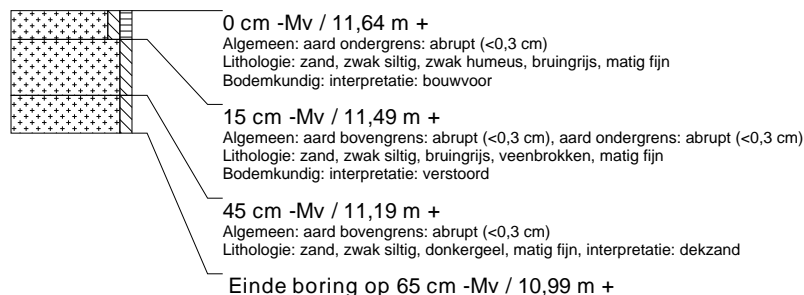 0 cm -Mv / 11,64 m +
Algemeen: aard ondergrens: abrupt (<0,3 cm)
Lithologie: zand, zwak siltig, zwak humeus, bruingrijs, matig fijn
Bodemkundig: interpretatie: bouwvoor
15 cm -Mv / 11,49 m +
Algemeen: aard bovengrens: abrupt (<0,3 cm), aard ondergrens: abrupt (<0,3 cm)
Lithologie: zand, zwak siltig, bruingrijs, veenbrokken, matig fijn
Bodemkundig: interpretatie: verstoord
45 cm -Mv / 11,19 m +
Algemeen: aard bovengrens: abrupt (<0,3 cm)
Lithologie: zand, zwak siltig, donkergeel, matig fijn, interpretatie: dekzand
Einde boring op 65 cm -Mv / 10,99 m +